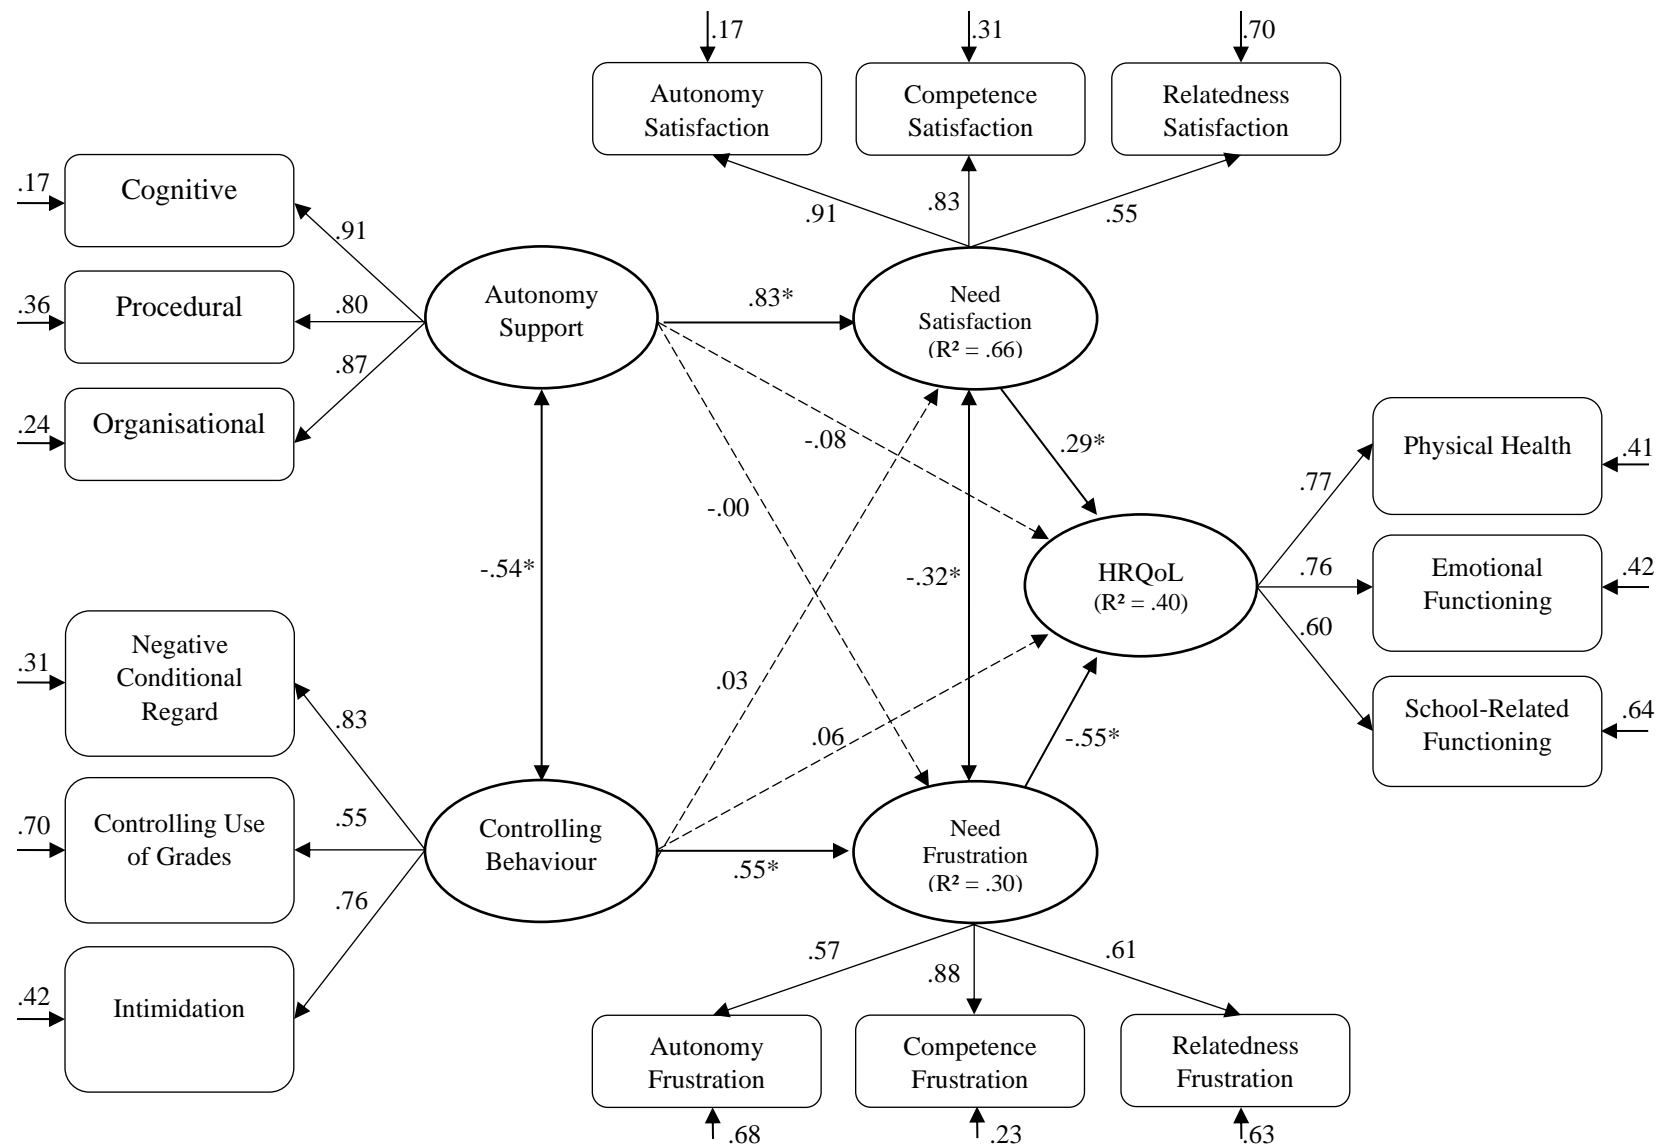 .17
.31
.70
Autonomy
Satisfaction
Competence
Satisfaction
Relatedness
Satisfaction
.91
.83
.55
.17
Cognitive
.91
.36
Procedural
.80
.24
Organisational
.87
Autonomy
Support
.83*
Need
Satisfaction
(R² = .66)
-.08
-.00
.29*
-.54*
-.32*
HRQoL
(R² = .40)
.77
Physical Health
.41
.76
Emotional
Functioning
.42
.60
School-Related
Functioning
.64
.31
Negative
Conditional
Regard
.83
.70
Controlling Use
of Grades
.55
.42
Intimidation
.76
Controlling
Behaviour
.03
.06
.55*
-.55*
Need
Frustration
(R² = .30)
.57
.88
.61
Autonomy
Frustration
Competence
Frustration
Relatedness
Frustration
.68
.23
.63